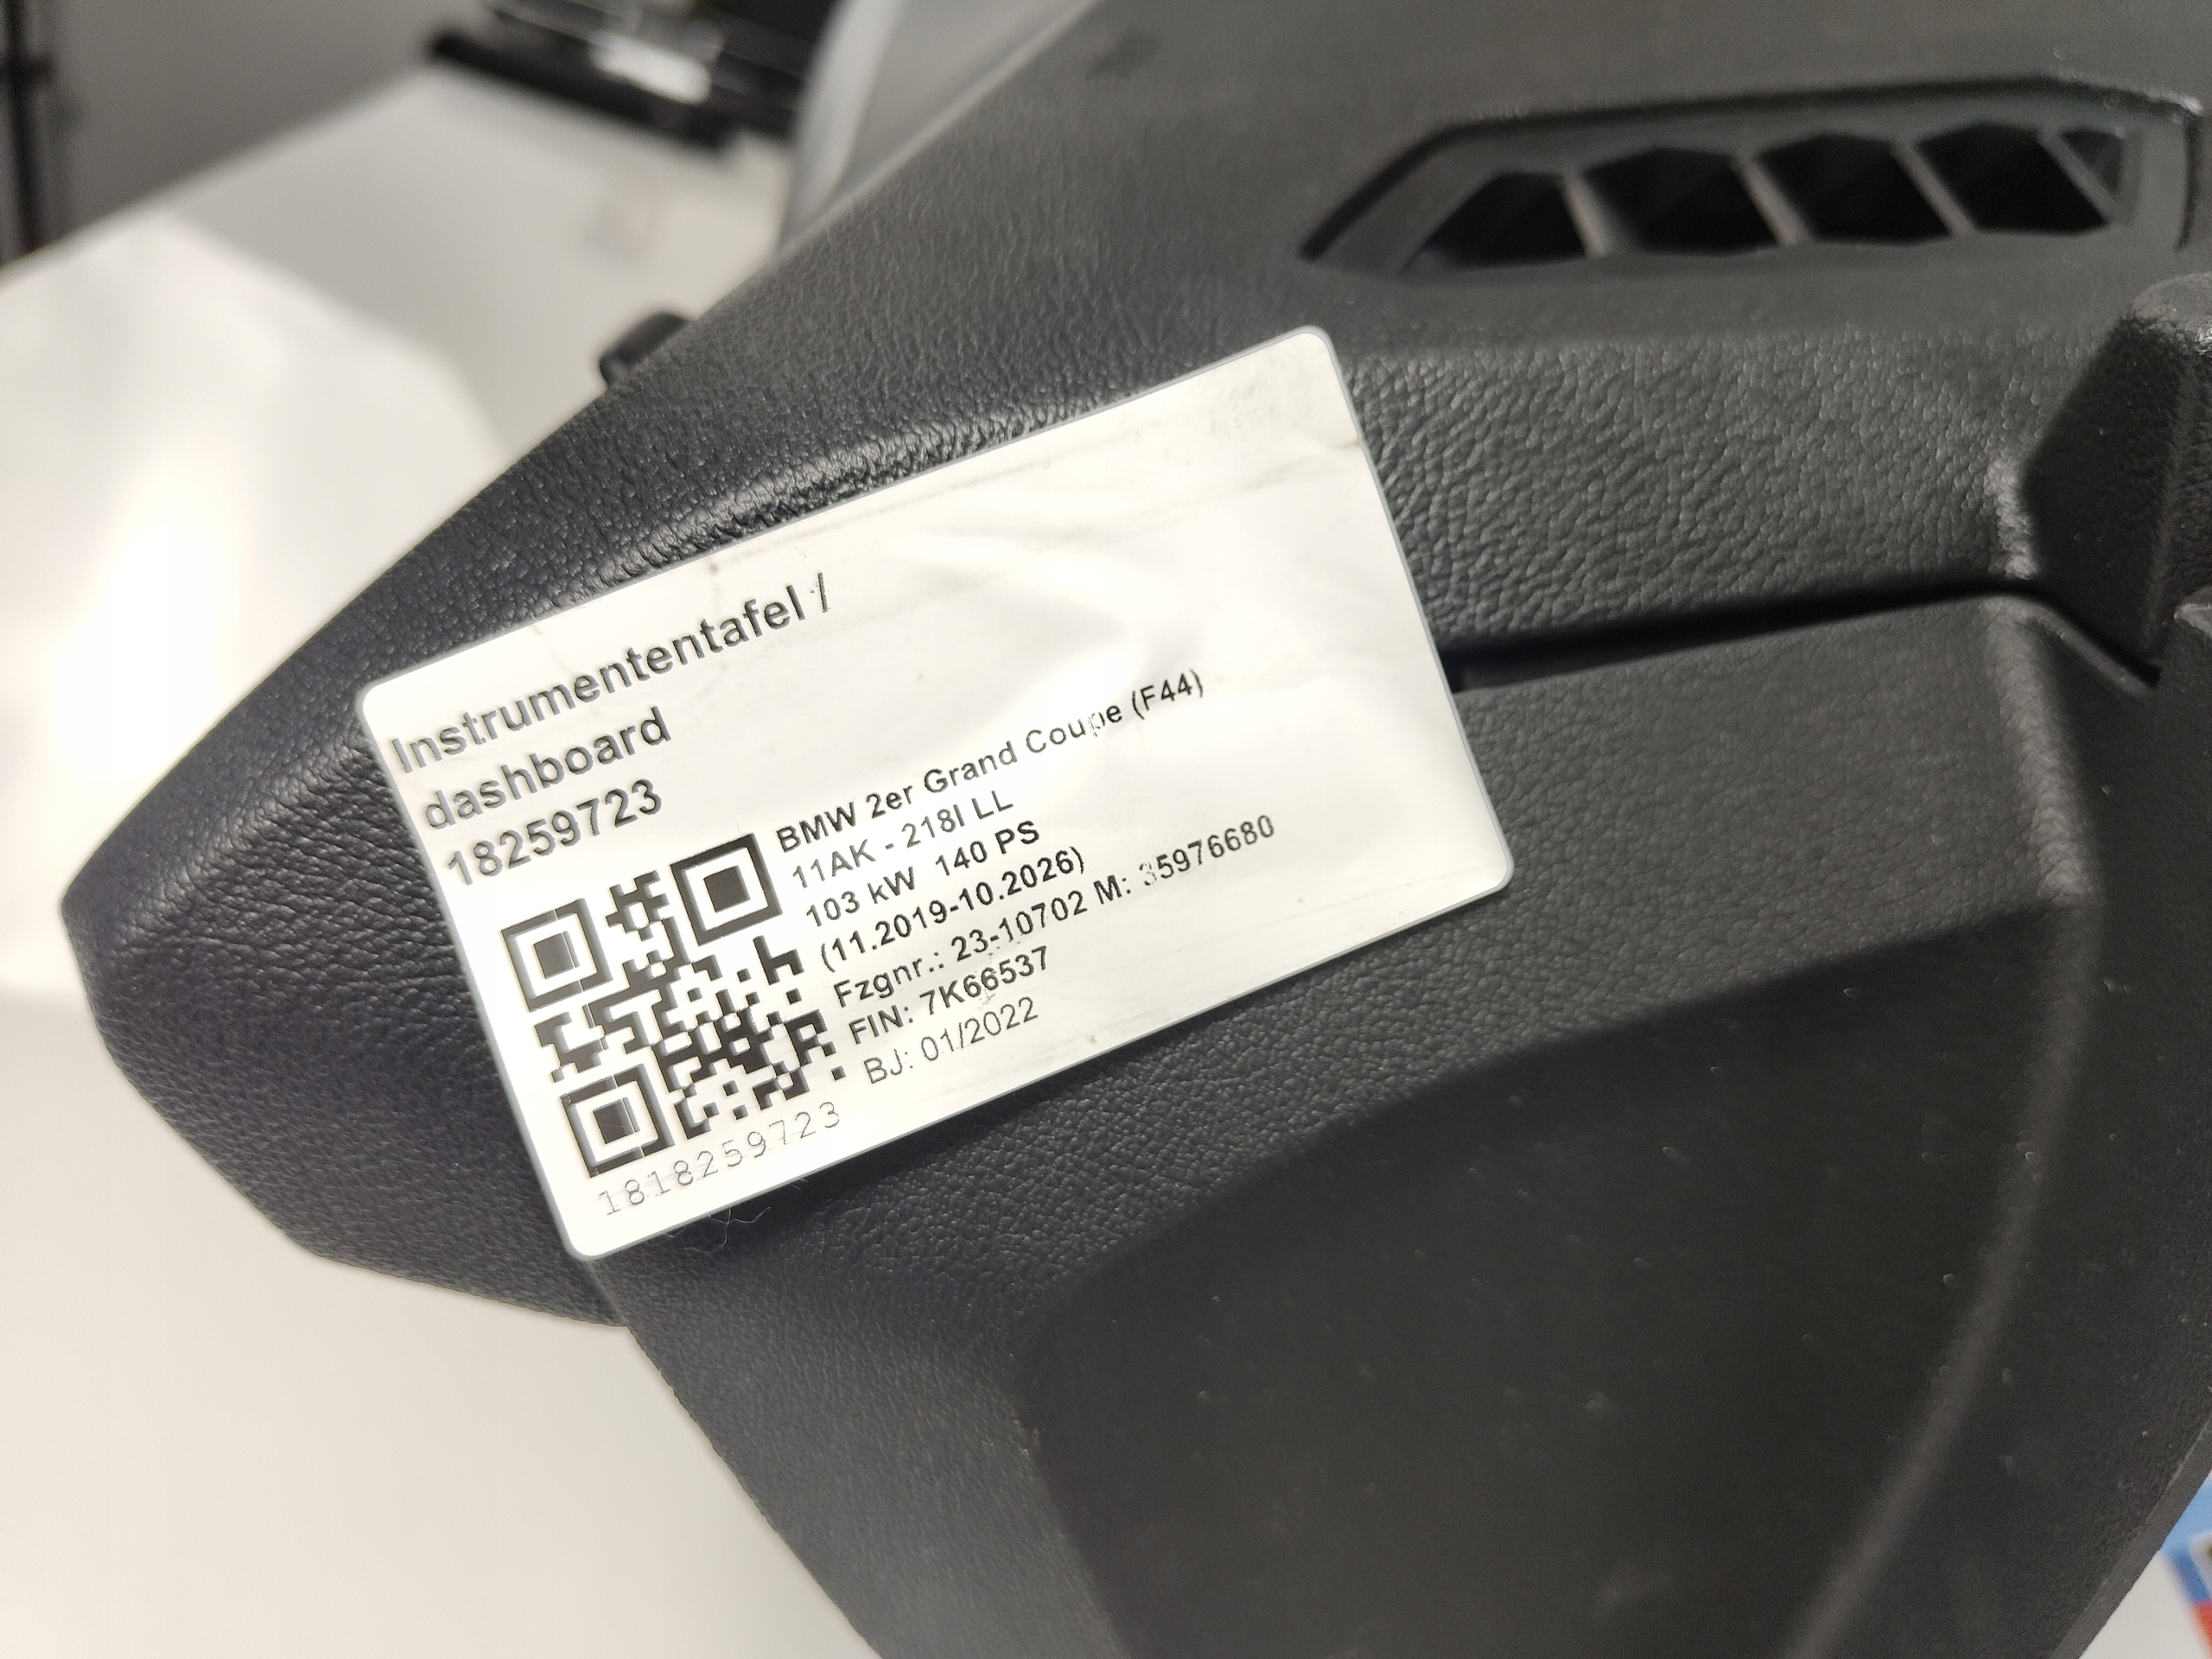 Instrumententafel /
dashboard
18259723
BMW 2er Grand Coupe (F44)
11AK - 218I LL
103 kW 140 PS
(11.2019-10.2026)
Fzgnr.: 23-10702 M: 35976680
FIN: 7K66537
BJ: 01/2022
1818259723